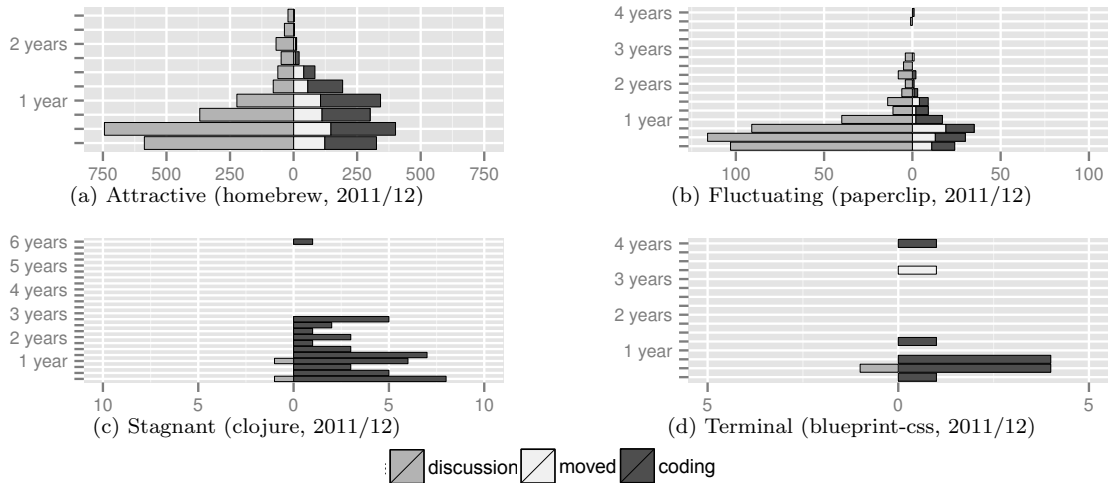 2 years
1 year
750 500 250 0 250 500 750
(a) Attractive (homebrew, 2011/12)
4 years
3 years
2 years
1 year
100 50 0 50 100
(b) Fluctuating (paperclip, 2011/12)
6 years
5 years
4 years
3 years
2 years
1 year
10 5 0 5 10
(c) Stagnant (clojure, 2011/12)
4 years
3 years
2 years
1 year
5 0 5
(d) Terminal (blueprint-css, 2011/12)
discussion moved coding